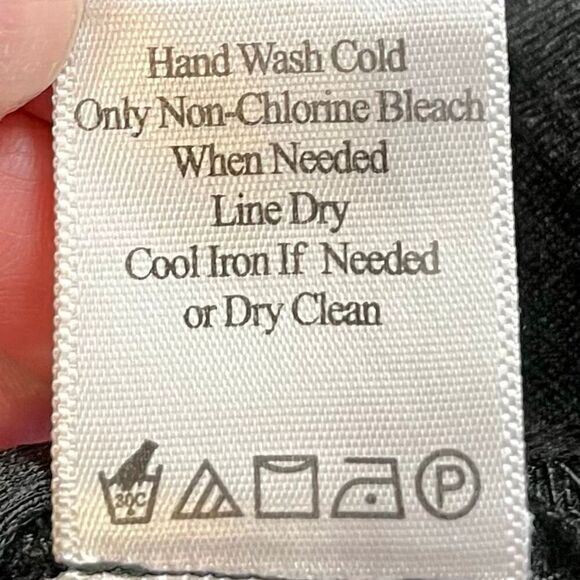 Hand Wash Cold
Only Non-Chlorine Bleach
When Needed
Line Dry
Cool Iron If Needed
or Dry Clean
30C P